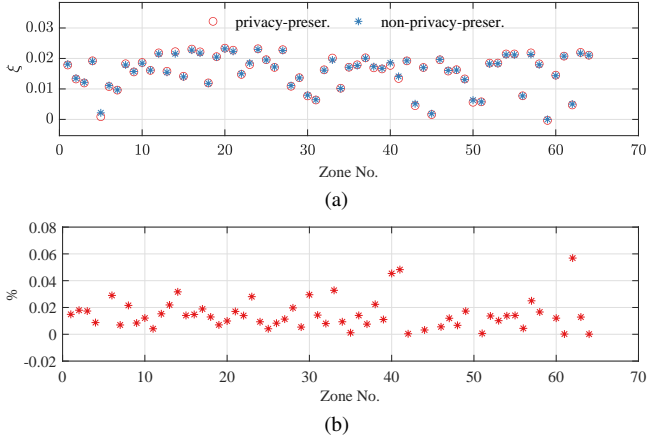 privacy-preser. non-privacy-preser.
0.03
0.02
0.01
0
ξ
0 10 20 30 40 50 60 70
Zone No.
(a)
0.08
0.06
0.04
0.02
0
-0.02
%
0 10 20 30 40 50 60 70
Zone No.
(b)